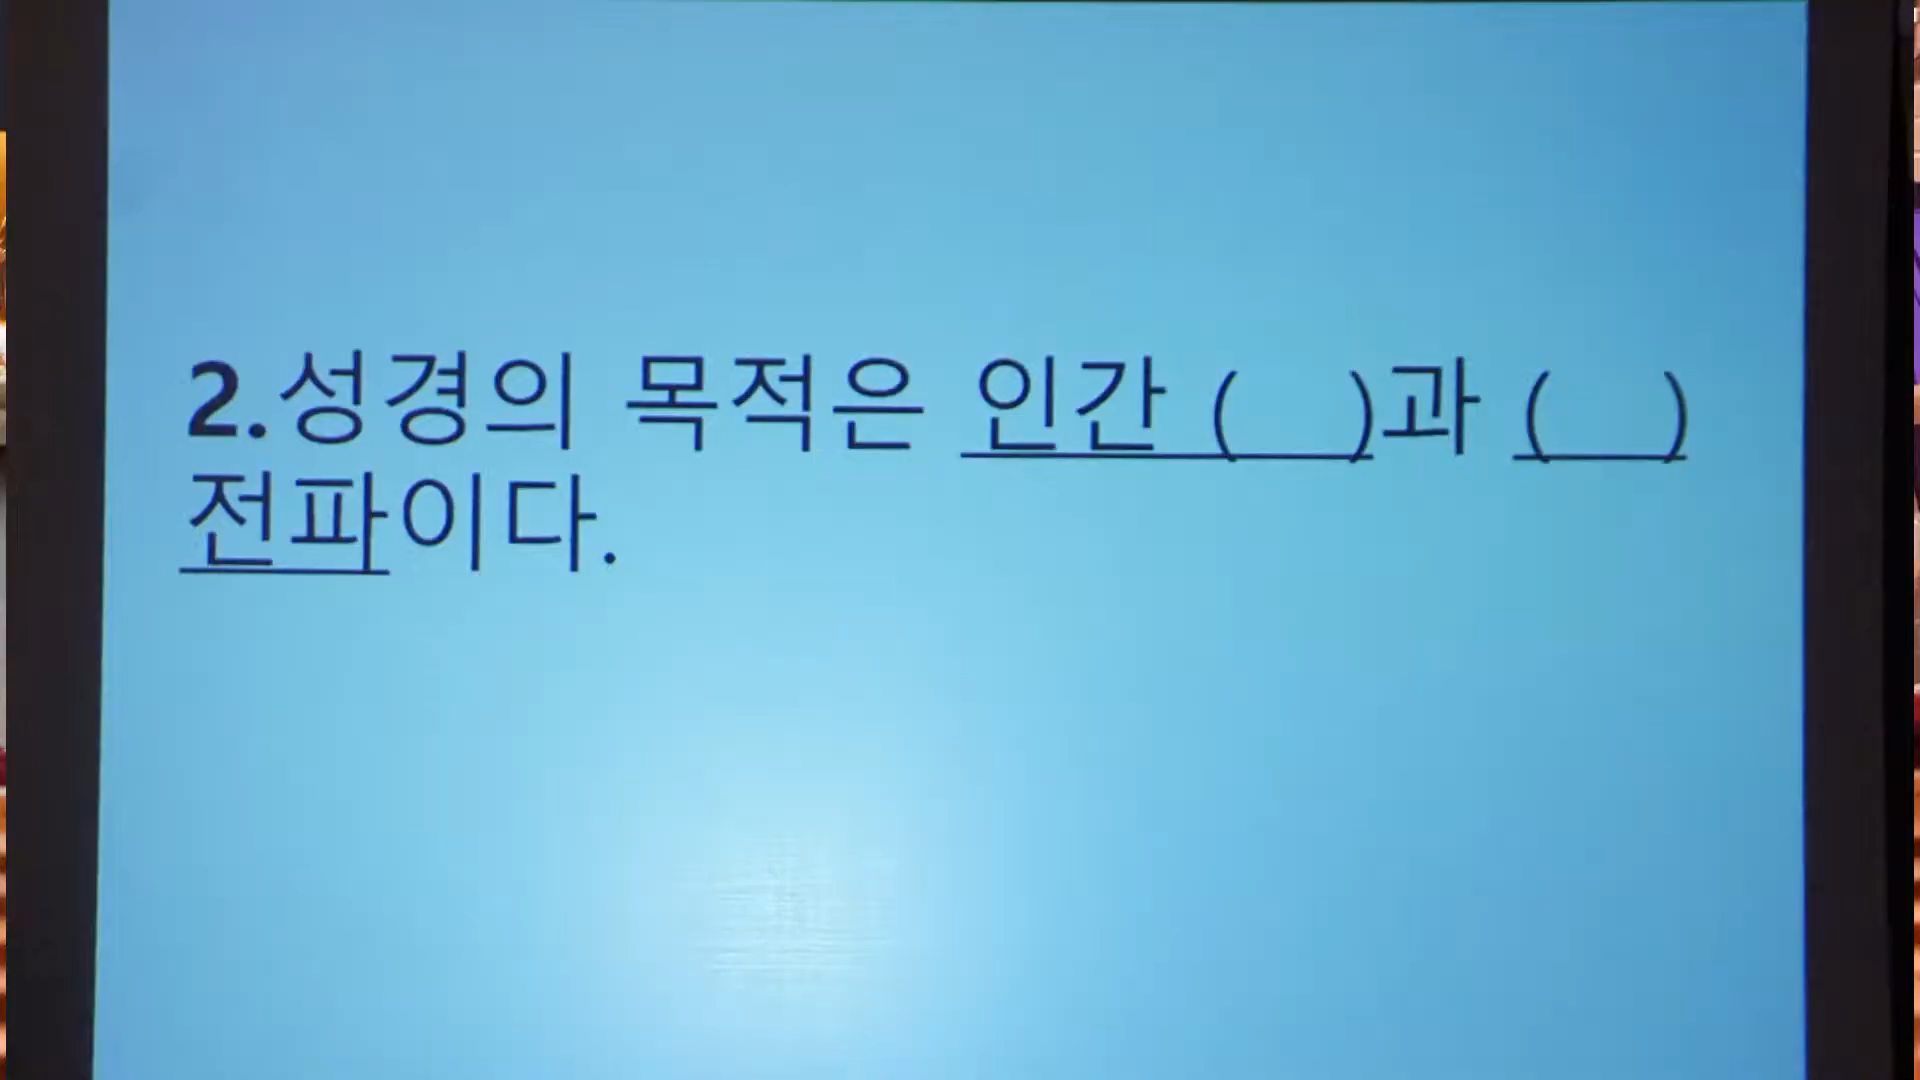 2.성경의 목적은 인간 (   )과 (   )
전파이다.